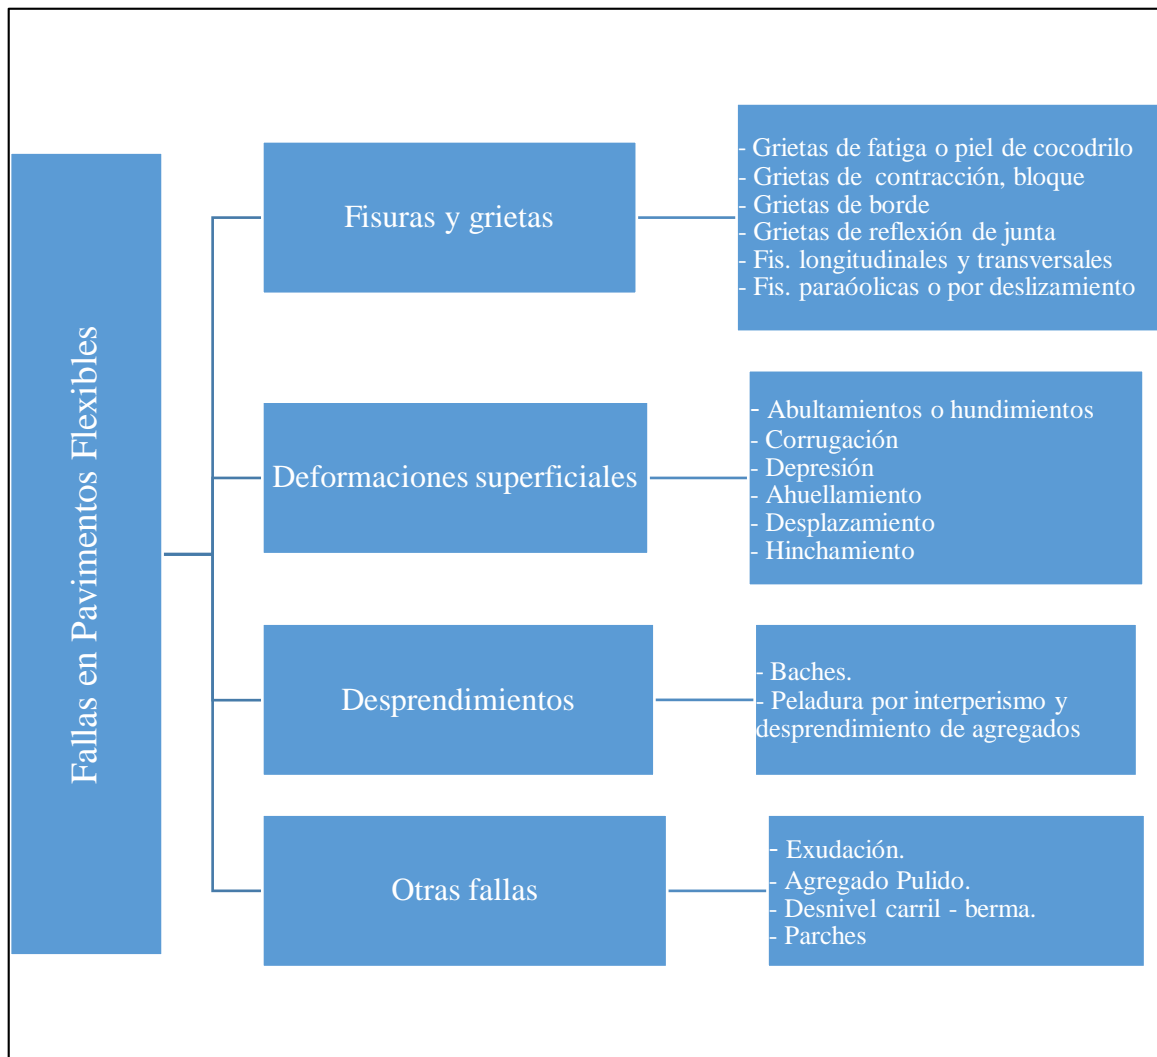 Fallas en Pavimentos Flexibles
Fisuras y grietas
- Grietas de fatiga o piel de cocodrilo
- Grietas de contracción, bloque
- Grietas de borde
- Grietas de reflexión de junta
- Fis. longitudinales y transversales
- Fis. paraóolicas o por deslizamiento
Deformaciones superficiales
- Abultamientos o hundimientos
- Corrugación
- Depresión
- Ahuellamiento
- Desplazamiento
- Hinchamiento
Desprendimientos
- Baches.
- Peladura por interperismo y
desprendimiento de agregados
Otras fallas
- Exudación.
- Agregado Pulido.
- Desnivel carril - berma.
- Parches